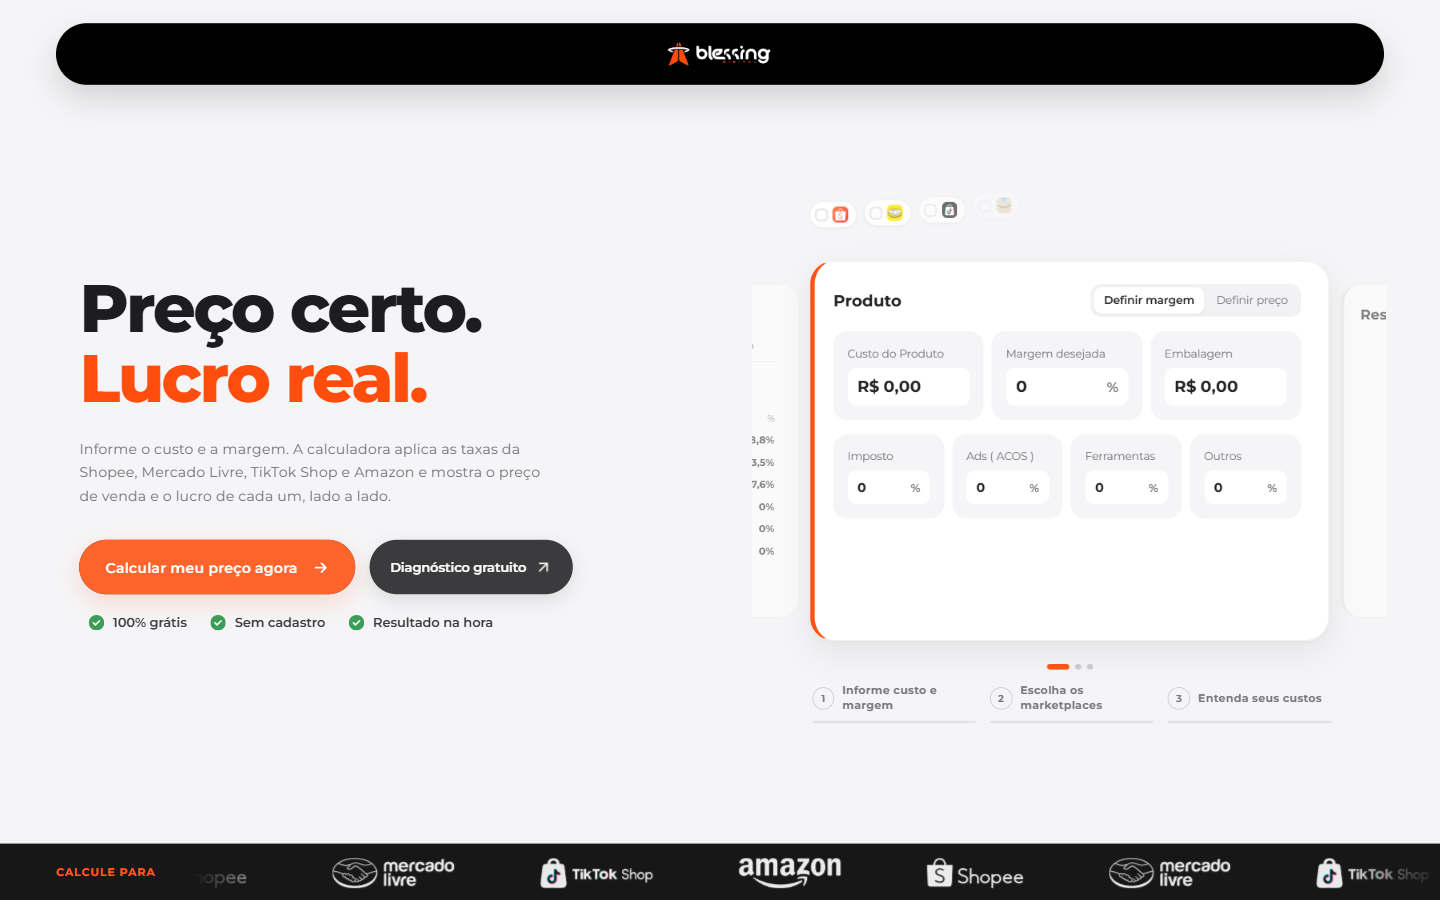 blessing
Preço certo.
Lucro real.
Informe o custo e a margem. A calculadora aplica as taxas da
Shopee, Mercado Livre, TikTok Shop e Amazon e mostra o preço
de venda e o lucro de cada um, lado a lado.
Calcular meu preço agora
Diagnóstico gratuito
100% grátis
Sem cadastro
Resultado na hora
%
3,8%
3,5%
7,6%
0%
0%
0%
Produto
Definir margem
Definir preço
Custo do Produto
Margem desejada
Embalagem
R$ 0,00
0 %
R$ 0,00
Imposto
Ads ( ACOS )
Ferramentas
Outros
0 %
0 %
0 %
0 %
Res
1 Informe custo e
margem
2 Escolha os
marketplaces
3 Entenda seus custos
CALCULE PARA
hopee
mercado
livre
TikTok Shop
amazon
Shopee
mercado
livre
TikTok Shop